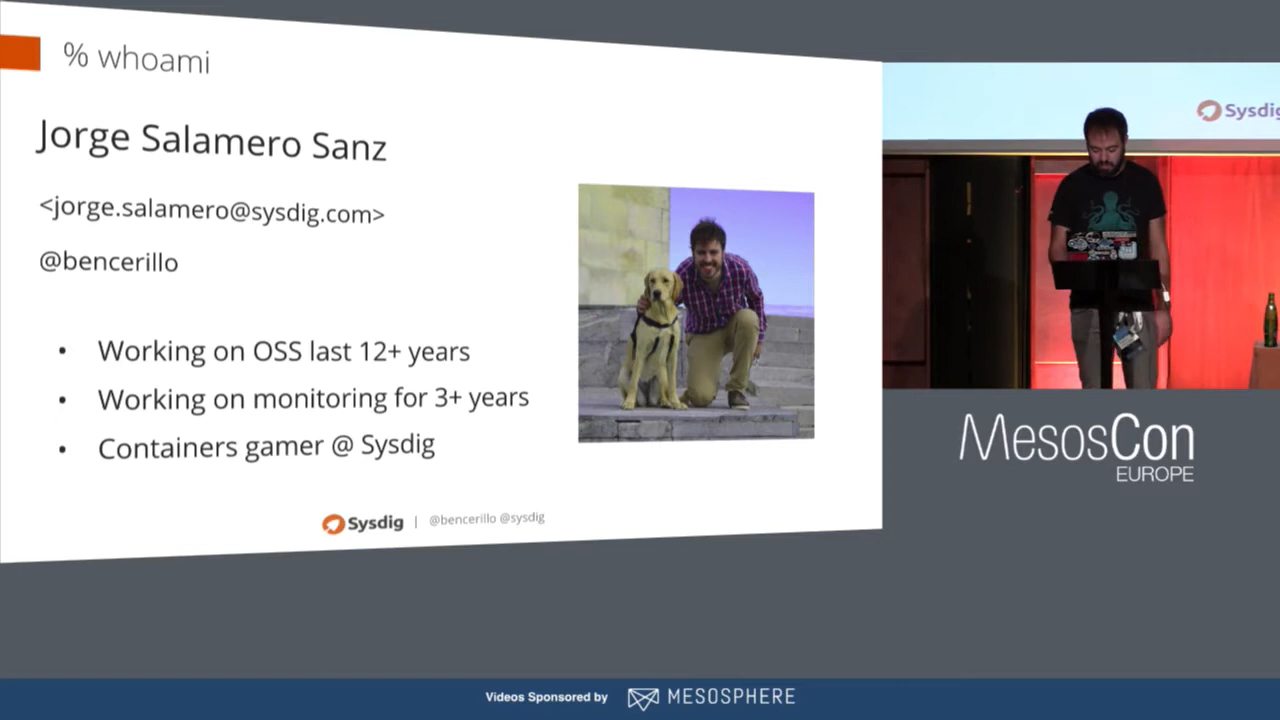 % whoami
Jorge Salamero Sanz
<jorge.salamero@sysdig.com>
@bencerillo
• Working on OSS last 12+ years
• Working on monitoring for 3+ years
• Containers gamer @ Sysdig
Sysdig | @bencerillo @sysdig
Sysdig
MesosCon
EUROPE
Videos Sponsored by MESOSPHERE